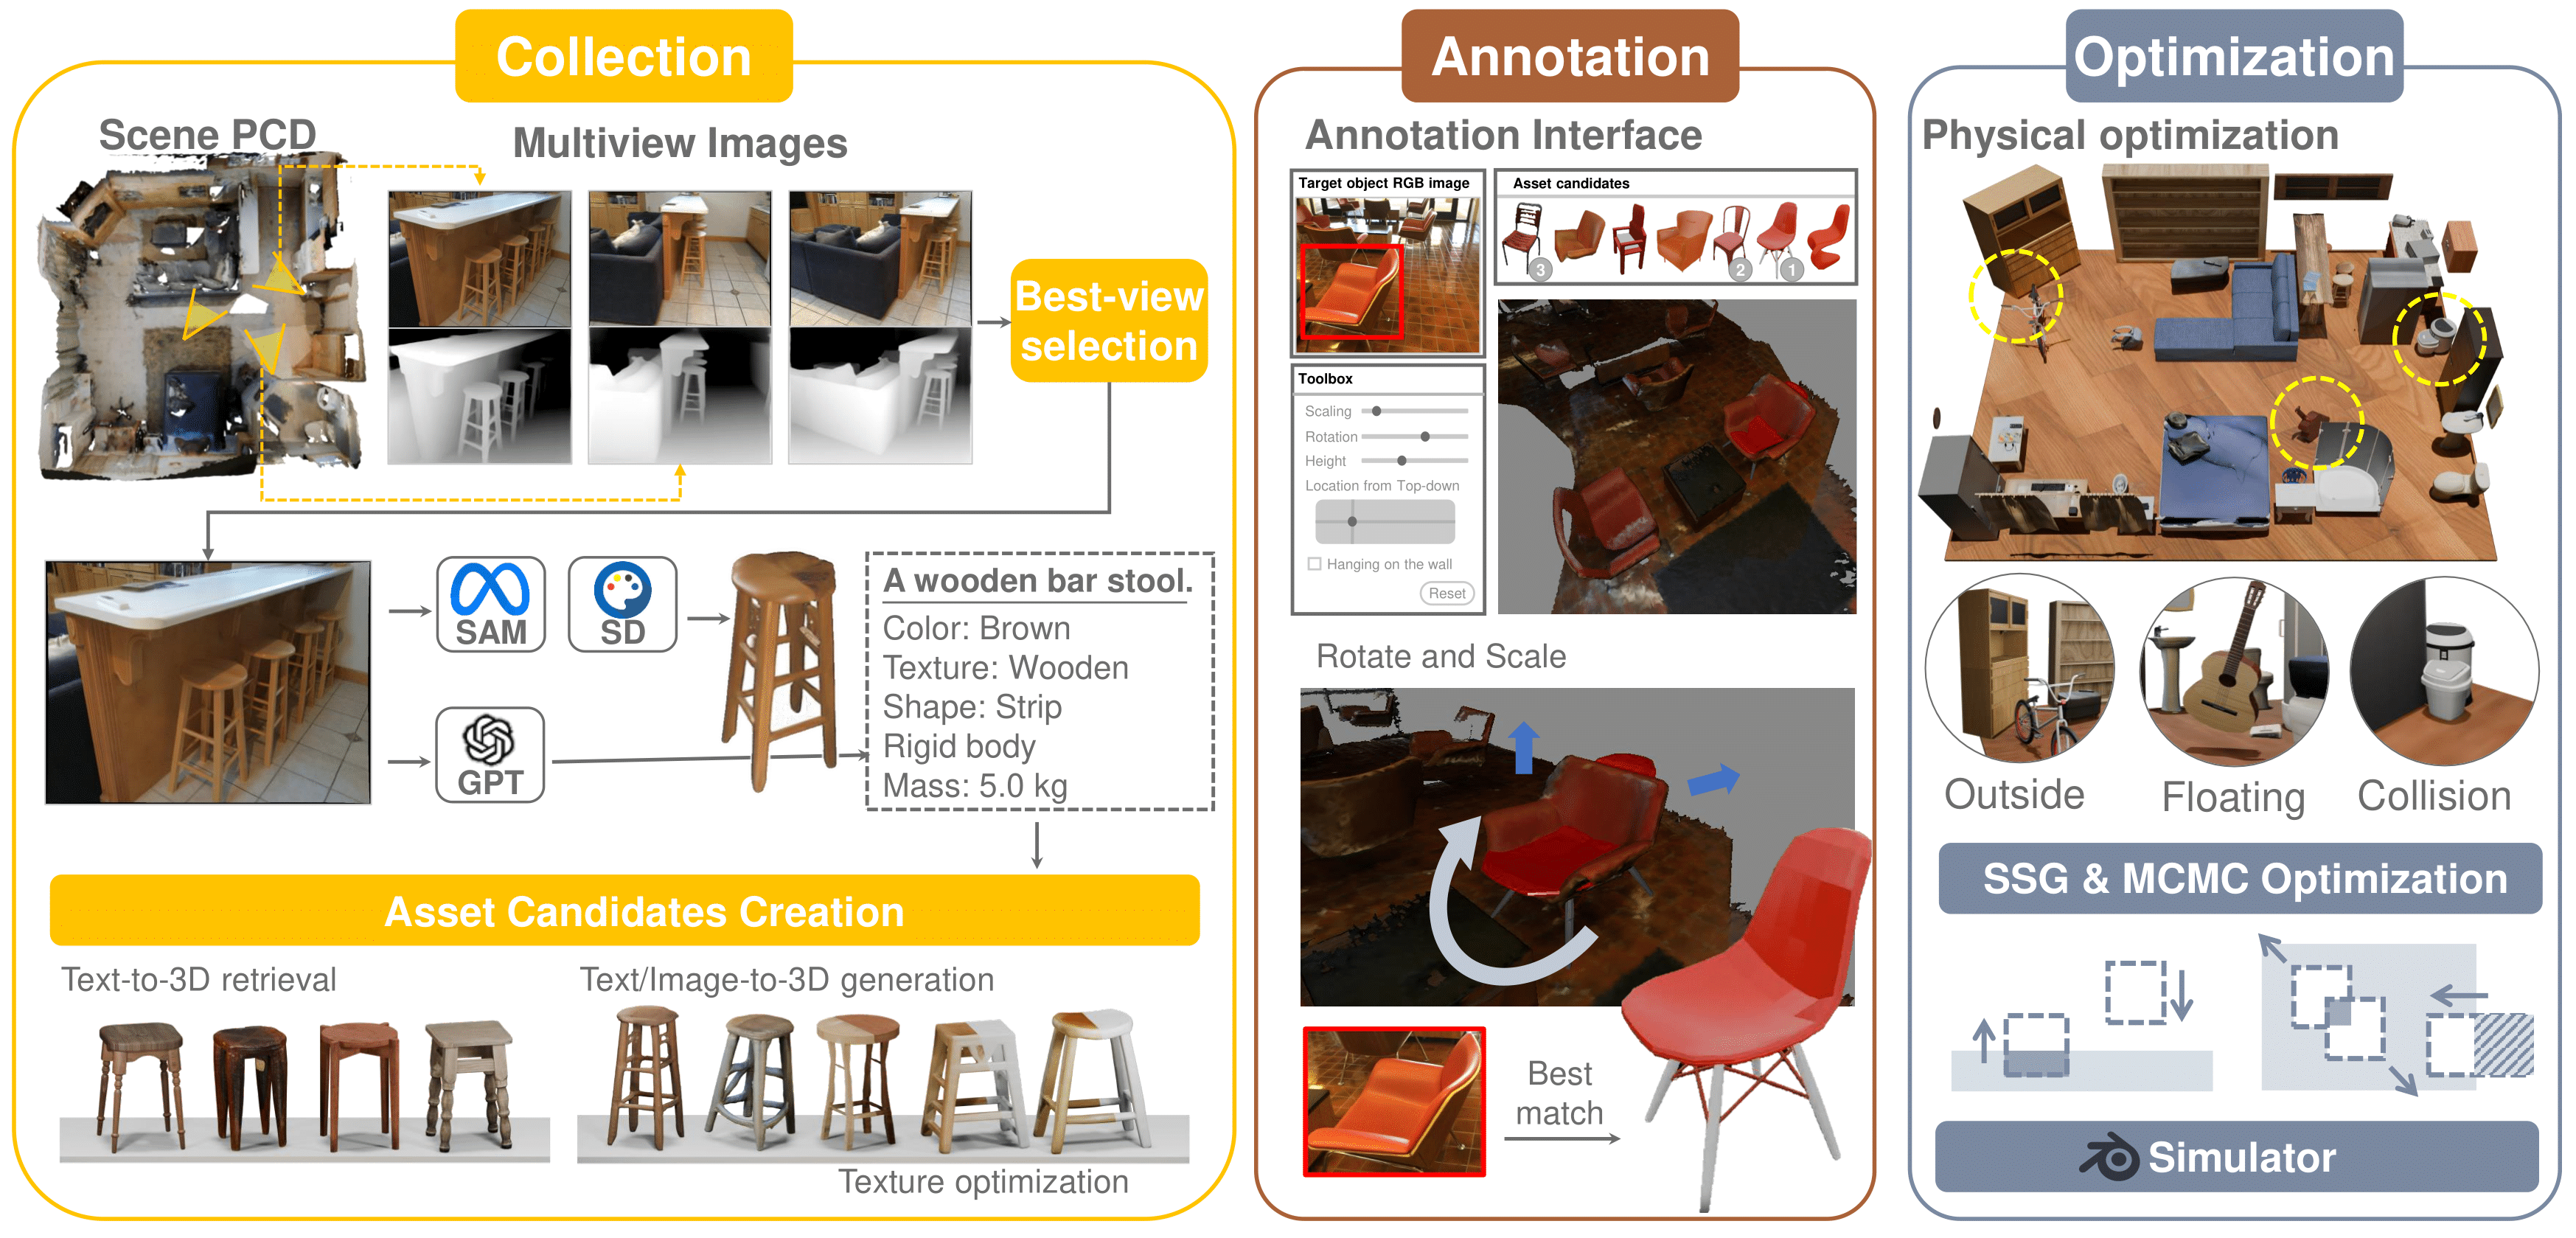 Collection
Scene PCD
Multiview Images
Best-view
selection
SAM
SD
GPT
A wooden bar stool.
Color: Brown
Texture: Wooden
Shape: Strip
Rigid body
Mass: 5.0 kg
Asset Candidates Creation
Text-to-3D retrieval
Text/Image-to-3D generation
Texture optimization
Annotation
Annotation Interface
Target object RGB image
Asset candidates
3
2
1
Toolbox
Scaling
Rotation
Height
Location from Top-down
Hanging on the wall
Reset
Rotate and Scale
Best
match
Optimization
Physical optimization
Outside
Floating
Collision
SSG & MCMC Optimization
Simulator